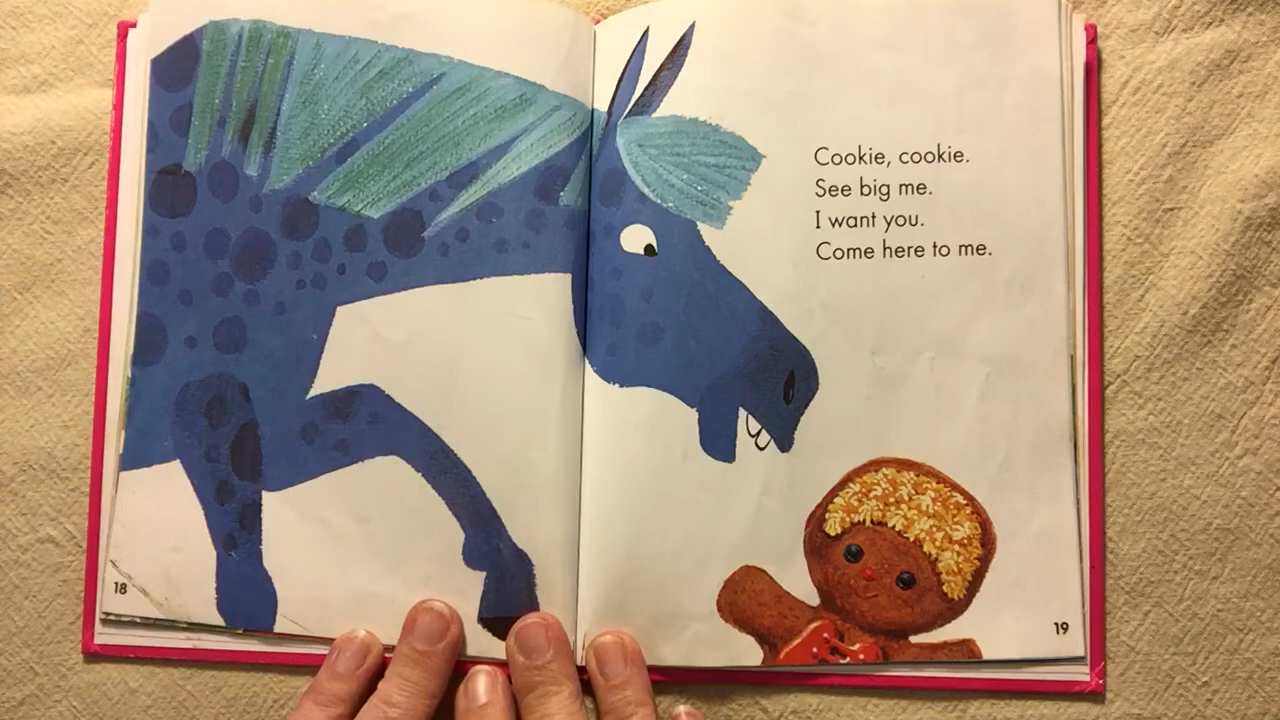 Cookie, cookie.
See big me.
I want you.
Come here to me.
18
19